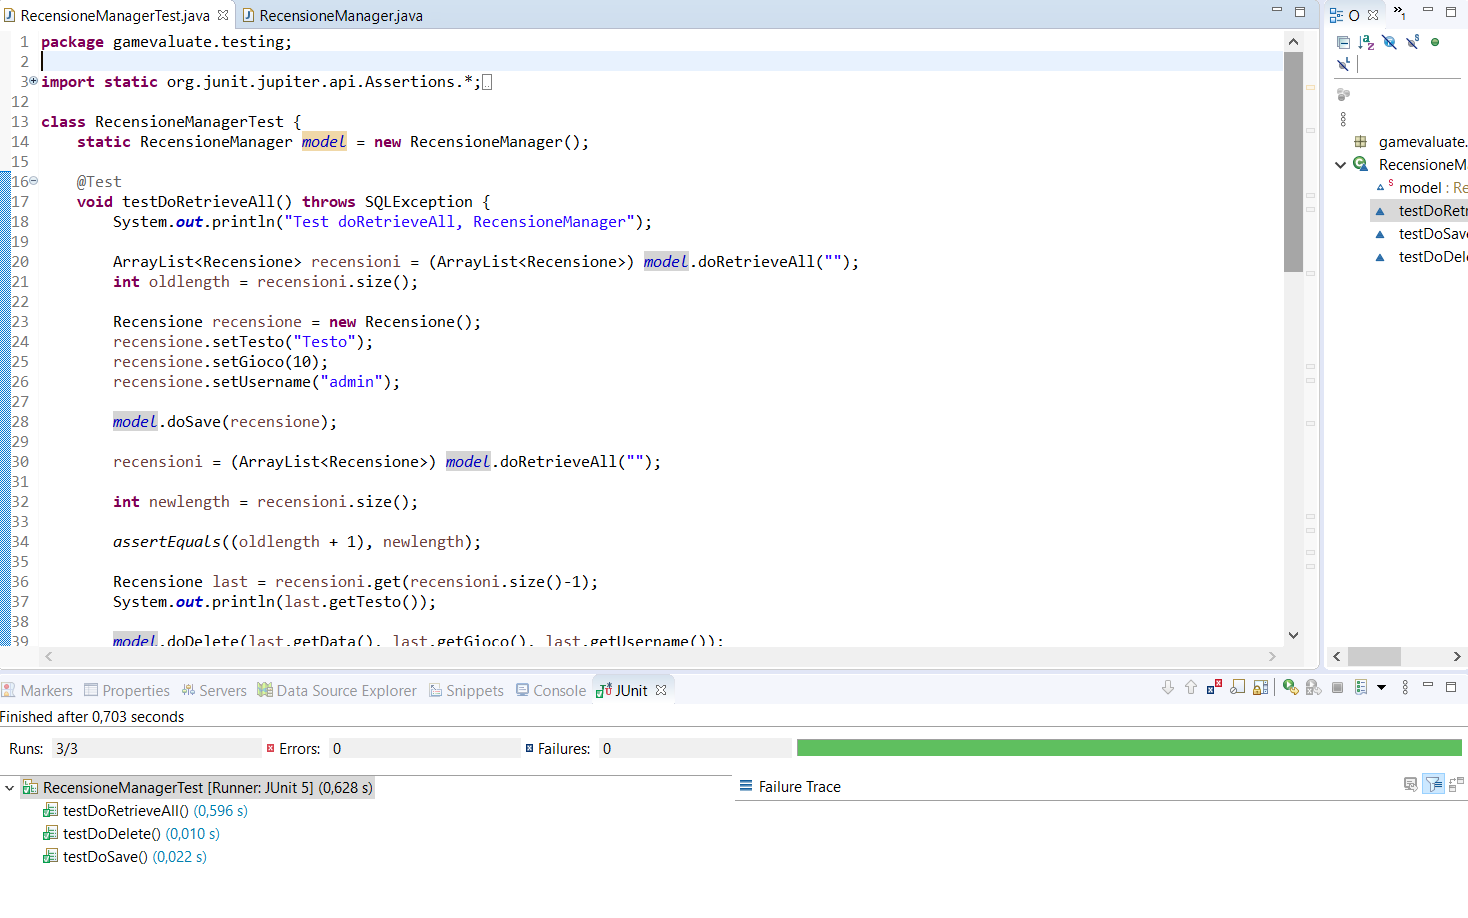 RecensioneManagerTest.java RecensioneManager.java
1 package gamevaluate.testing;
2
3 import static org.junit.jupiter.api.Assertions.*;
12
13 class RecensioneManagerTest {
14 static RecensioneManager model = new RecensioneManager();
15
16 @Test
17 void testDoRetrieveAll() throws SQLException {
18 System.out.println("Test doRetrieveAll, RecensioneManager");
19
20 ArrayList<Recensione> recensioni = (ArrayList<Recensione>) model.doRetrieveAll("");
21 int oldlength = recensioni.size();
22
23 Recensione recensione = new Recensione();
24 recensione.setTesto("Testo");
25 recensione.setGioco(10);
26 recensione.setUsername("admin");
27
28 model.doSave(recensione);
29
30 recensioni = (ArrayList<Recensione>) model.doRetrieveAll("");
31
32 int newlength = recensioni.size();
33
34 assertEquals((oldlength + 1), newlength);
35
36 Recensione last = recensioni.get(recensioni.size()-1);
37 System.out.println(last.getTesto());
38
39 model.doDelete(last.getData(), last.getGioco(), last.getUsername());
O
gamevaluate.
RecensioneM
model : Re
testDoRetr
testDoSave
testDoDele
Markers Properties Servers Data Source Explorer Snippets Console JUnit
Finished after 0,703 seconds
Runs: 3/3 Errors: 0 Failures: 0
RecensioneManagerTest [Runner: JUnit 5] (0,628 s)
testDoRetrieveAll() (0,596 s)
testDoDelete() (0,010 s)
testDoSave() (0,022 s)
Failure Trace